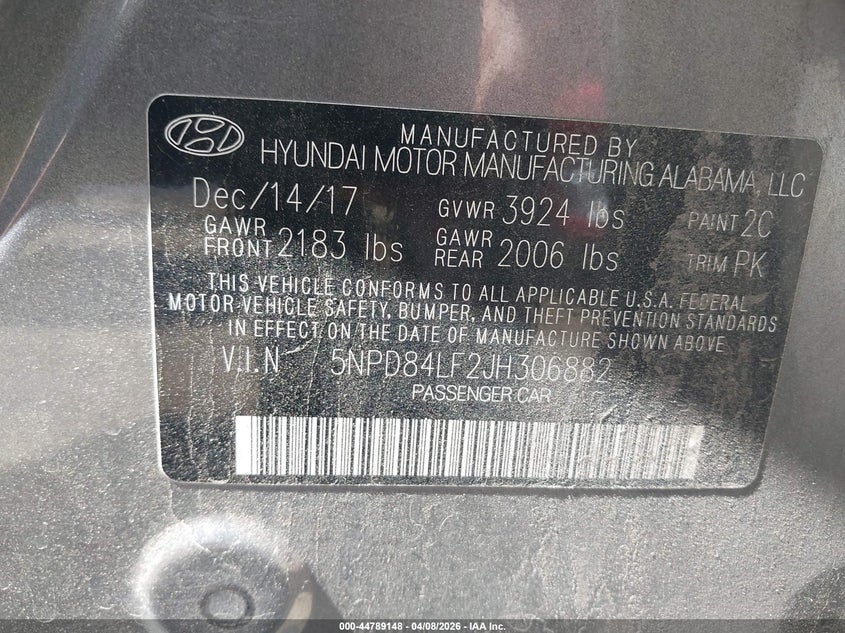 MANUFACTURED BY
HYUNDAI MOTOR MANUFACTURING ALABAMA, LLC
Dec/14/17 GVWR 3924 lbs PAINT 2C
GAWR FRONT 2183 lbs GAWR REAR 2006 lbs TRIM PK
THIS VEHICLE CONFORMS TO ALL APPLICABLE U.S.A. FEDERAL
MOTOR VEHICLE SAFETY, BUMPER, AND THEFT PREVENTION STANDARDS
IN EFFECT ON THE DATE OF MANUFACTURE SHOWN ABOVE
V.I.N 5NPD84LF2JH306882
PASSENGER CAR
000-44789148 - 04/08/2026 - IAA Inc.